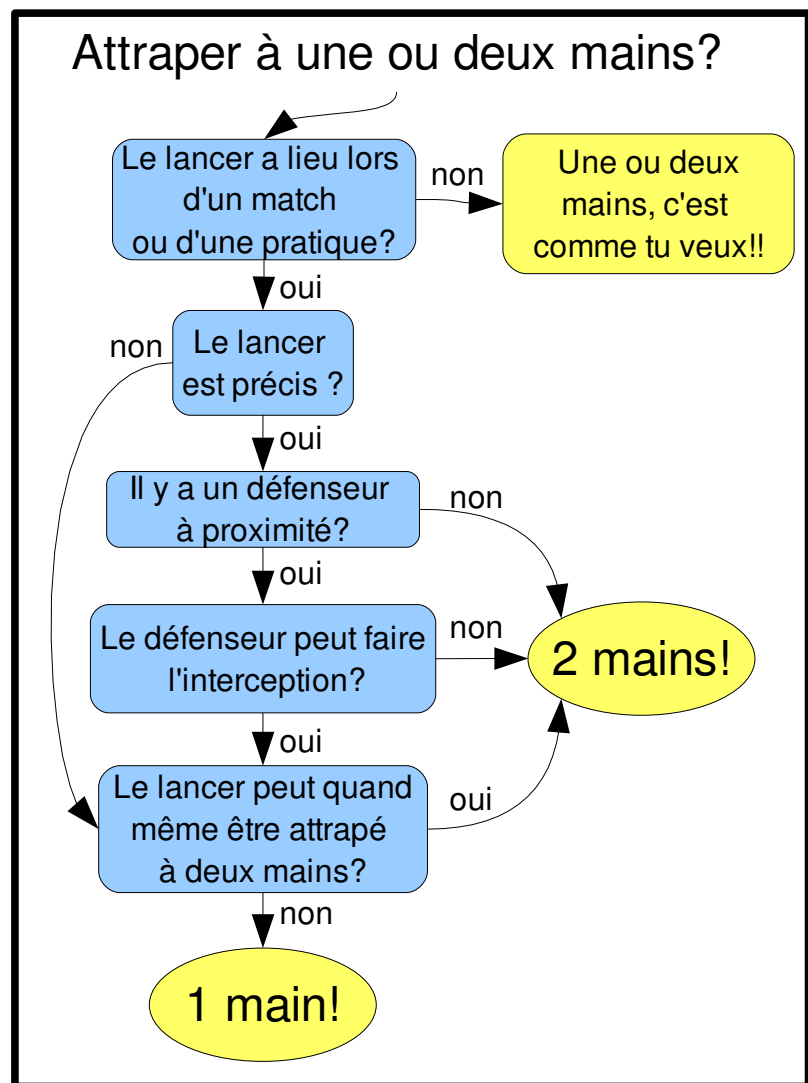 Attraper à une ou deux mains?
Le lancer a lieu lors
d'un match
ou d'une pratique?
non
Une ou deux
mains, c'est
comme tu veux!!
oui
non
Le lancer
est précis ?
oui
Il y a un défenseur
à proximité?
non
oui
Le défenseur peut faire
l'interception?
non
2 mains!
oui
Le lancer peut quand
même être attrapé
à deux mains?
oui
non
1 main!